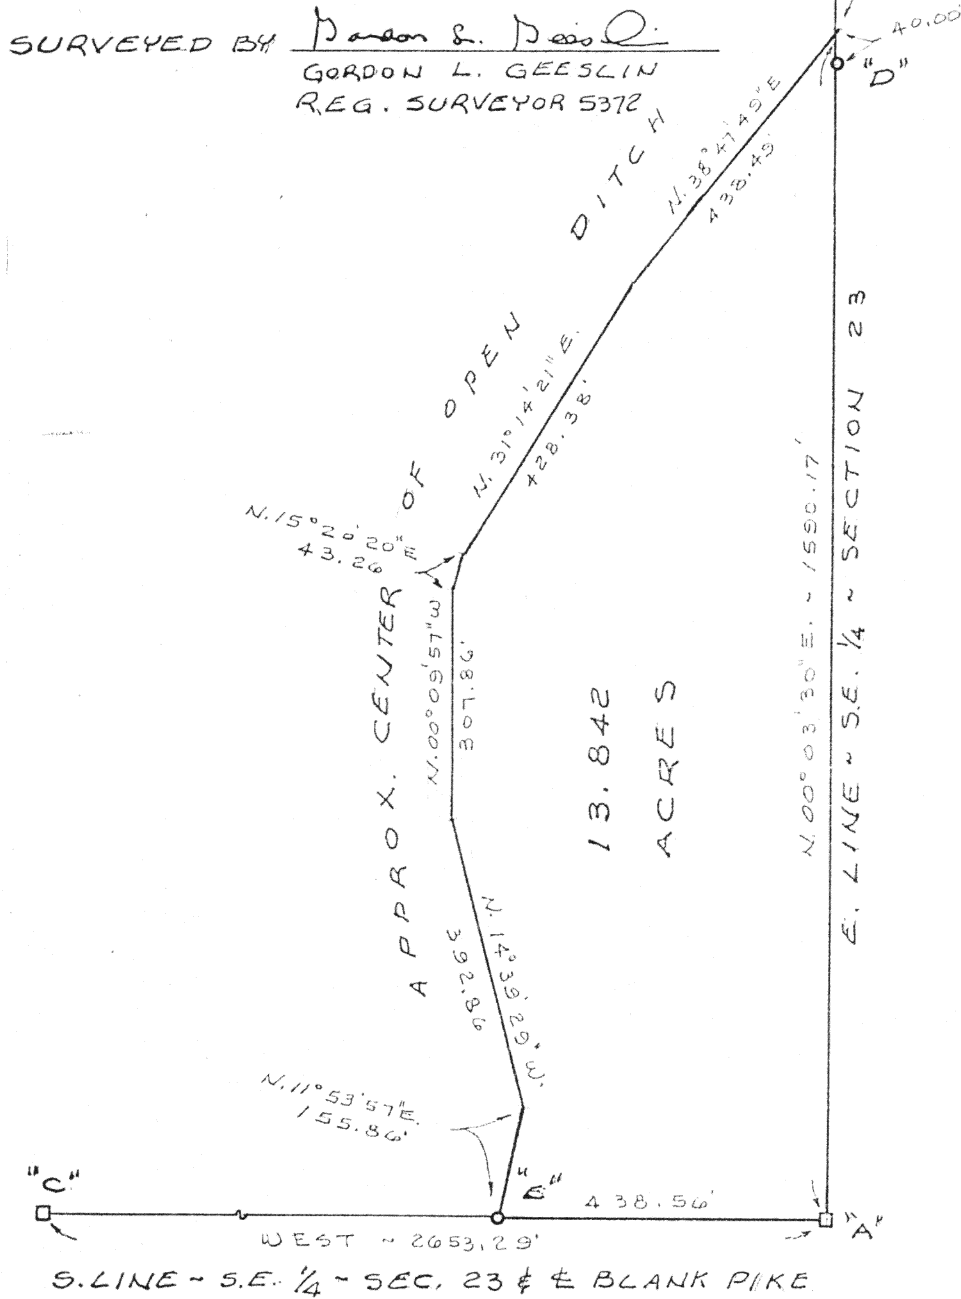 SURVEYED BY
GORDON L. GEESLIN
REG. SURVEYOR 5372
40.00'
"D"
N. 38° 47' 49" E
438.49'
APPROX. CENTER OF OPEN DITCH
N. 31° 14' 21" E.
428.38'
N. 15° 20' 20" E
43.26
N. 00° 09' 57" W
307.86'
N. 14° 39' 29" W.
392.86
N. 11° 53' 57" E.
155.86'
13.842
ACRES
N. 00° 03' 30" E. ~ 1590.17'
E. LINE ~ S.E. 1/4 ~ SECTION 23
"C"
"E"
438.56'
"A"
WEST ~ 2653.29'
S. LINE ~ S.E. 1/4 ~ SEC. 23 & ℄ BLANK PIKE